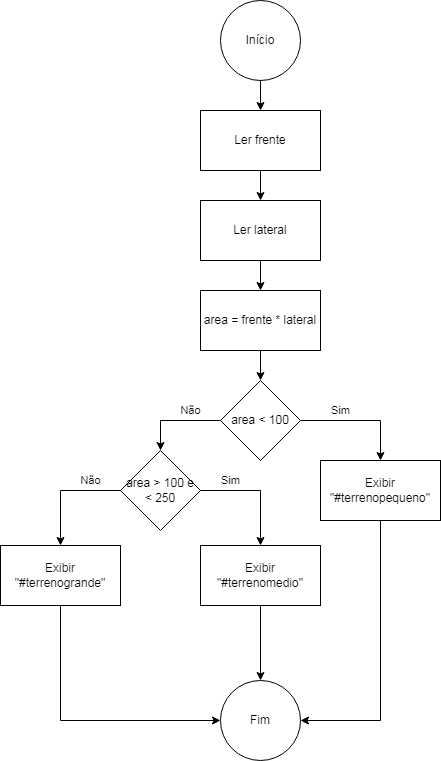 Início
Ler frente
Ler lateral
area = frente * lateral
area < 100
Não
Sim
area > 100 e
< 250
Não
Sim
Exibir
"#terrenopequeno"
Exibir
"#terrenogrande"
Exibir
"#terrenomedio"
Fim